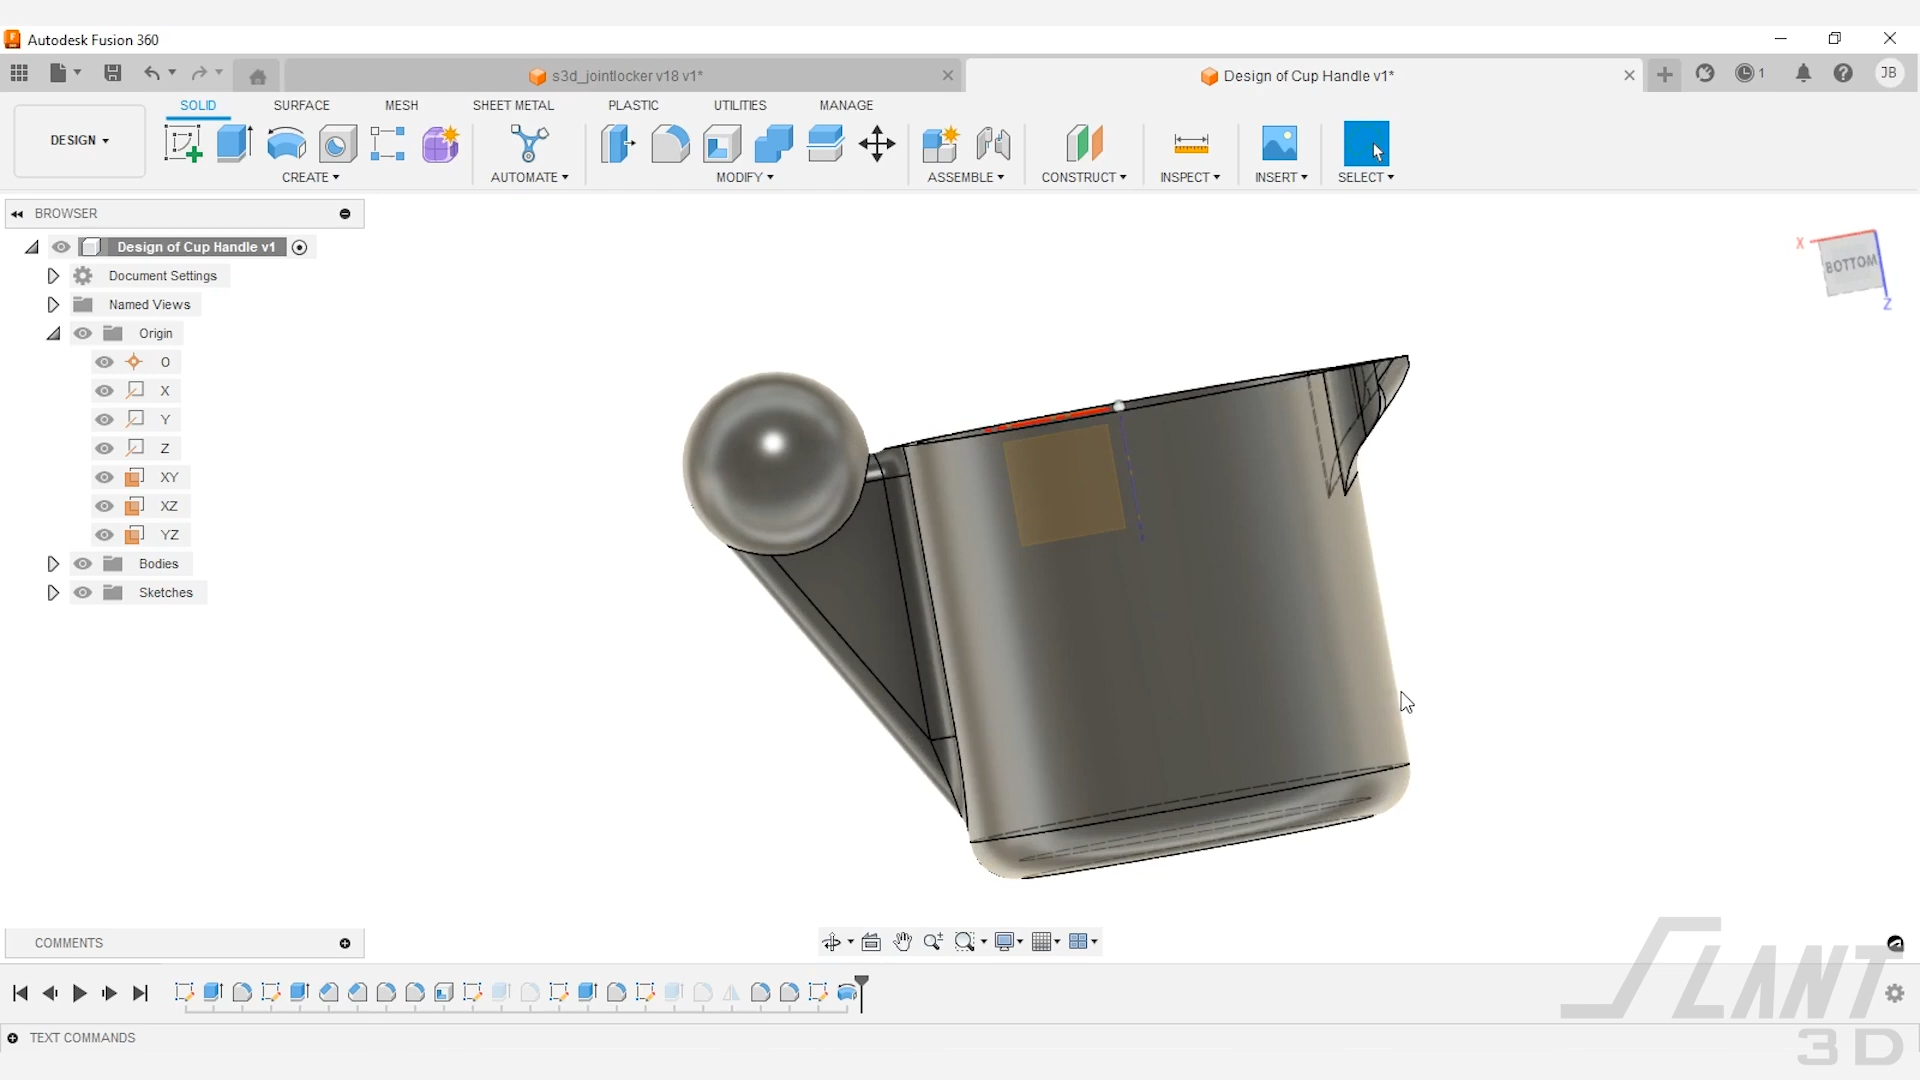 Autodesk Fusion 360
s3d_jointlocker v18 v1*
Design of Cup Handle v1*
1
JB
SOLID SURFACE MESH SHEET METAL PLASTIC UTILITIES MANAGE
DESIGN
CREATE AUTOMATE MODIFY ASSEMBLE CONSTRUCT INSPECT INSERT SELECT
BROWSER
Design of Cup Handle v1
Document Settings
Named Views
Origin
O
X
Y
Z
XY
XZ
YZ
Bodies
Sketches
X
BOTTOM
Z
COMMENTS
TEXT COMMANDS
SLANT
3D